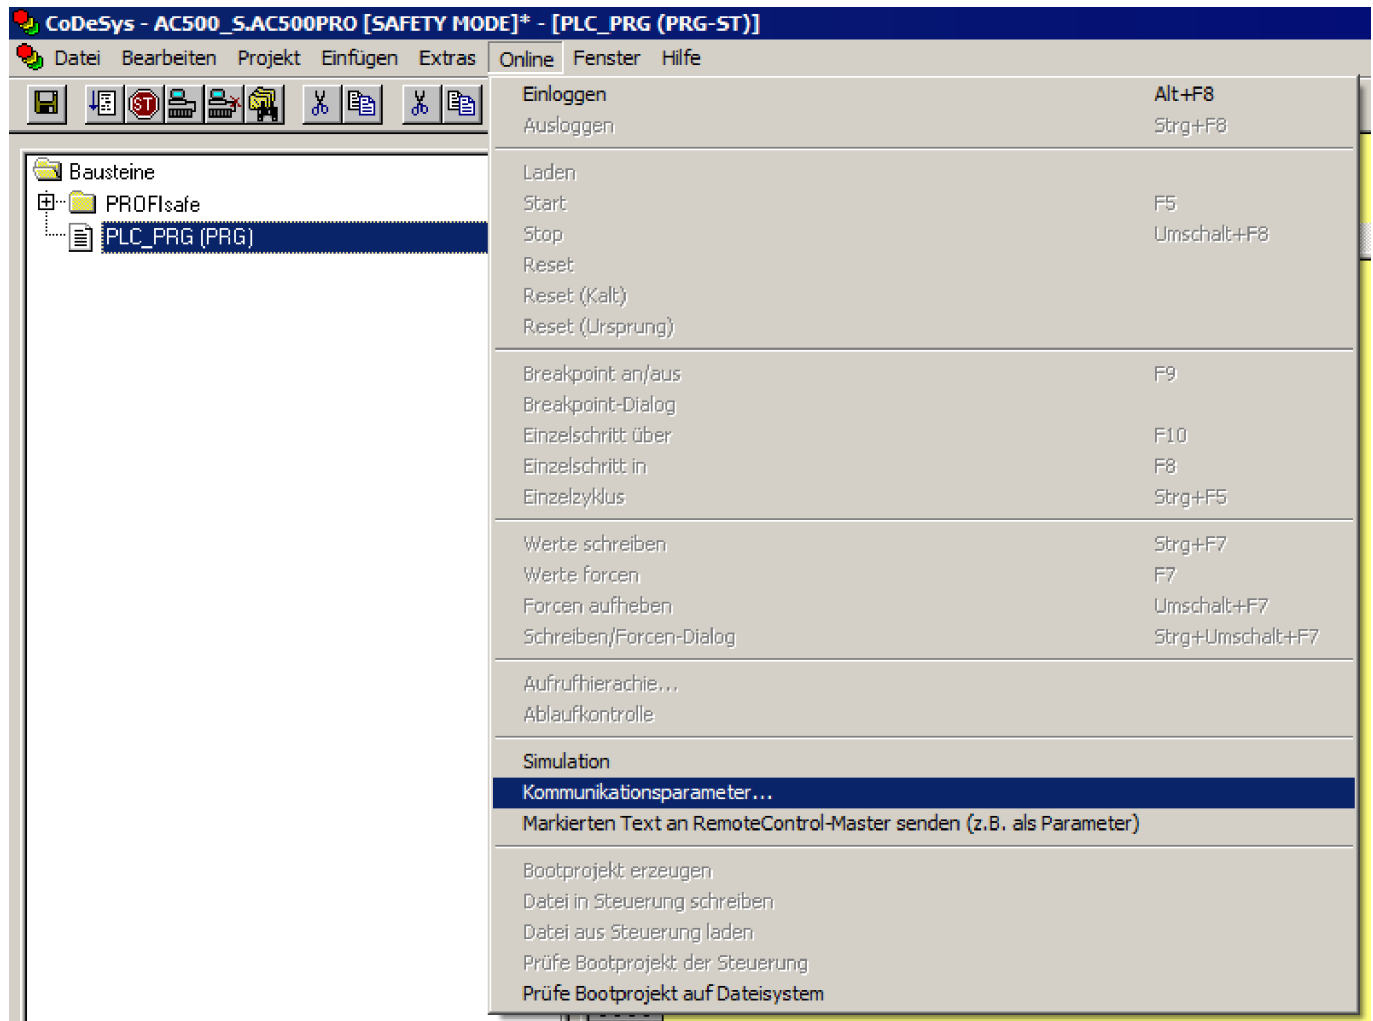 CoDeSys - AC500_S.AC500PRO [SAFETY MODE]* - [PLC_PRG (PRG-ST)]
Datei Bearbeiten Projekt Einfügen Extras Online Fenster Hilfe
ST
Bausteine
PROFIsafe
PLC_PRG (PRG)
Einloggen Alt+F8
Ausloggen Strg+F8
Laden
Start F5
Stop Umschalt+F8
Reset
Reset (Kalt)
Reset (Ursprung)
Breakpoint an/aus F9
Breakpoint-Dialog
Einzelschritt über F10
Einzelschritt in F8
Einzelzyklus Strg+F5
Werte schreiben Strg+F7
Werte forcen F7
Forcen aufheben Umschalt+F7
Schreiben/Forcen-Dialog Strg+Umschalt+F7
Aufrufhierachie...
Ablaufkontrolle
Simulation
Kommunikationsparameter...
Markierten Text an RemoteControl-Master senden (z.B. als Parameter)
Bootprojekt erzeugen
Datei in Steuerung schreiben
Datei aus Steuerung laden
Prüfe Bootprojekt der Steuerung
Prüfe Bootprojekt auf Dateisystem